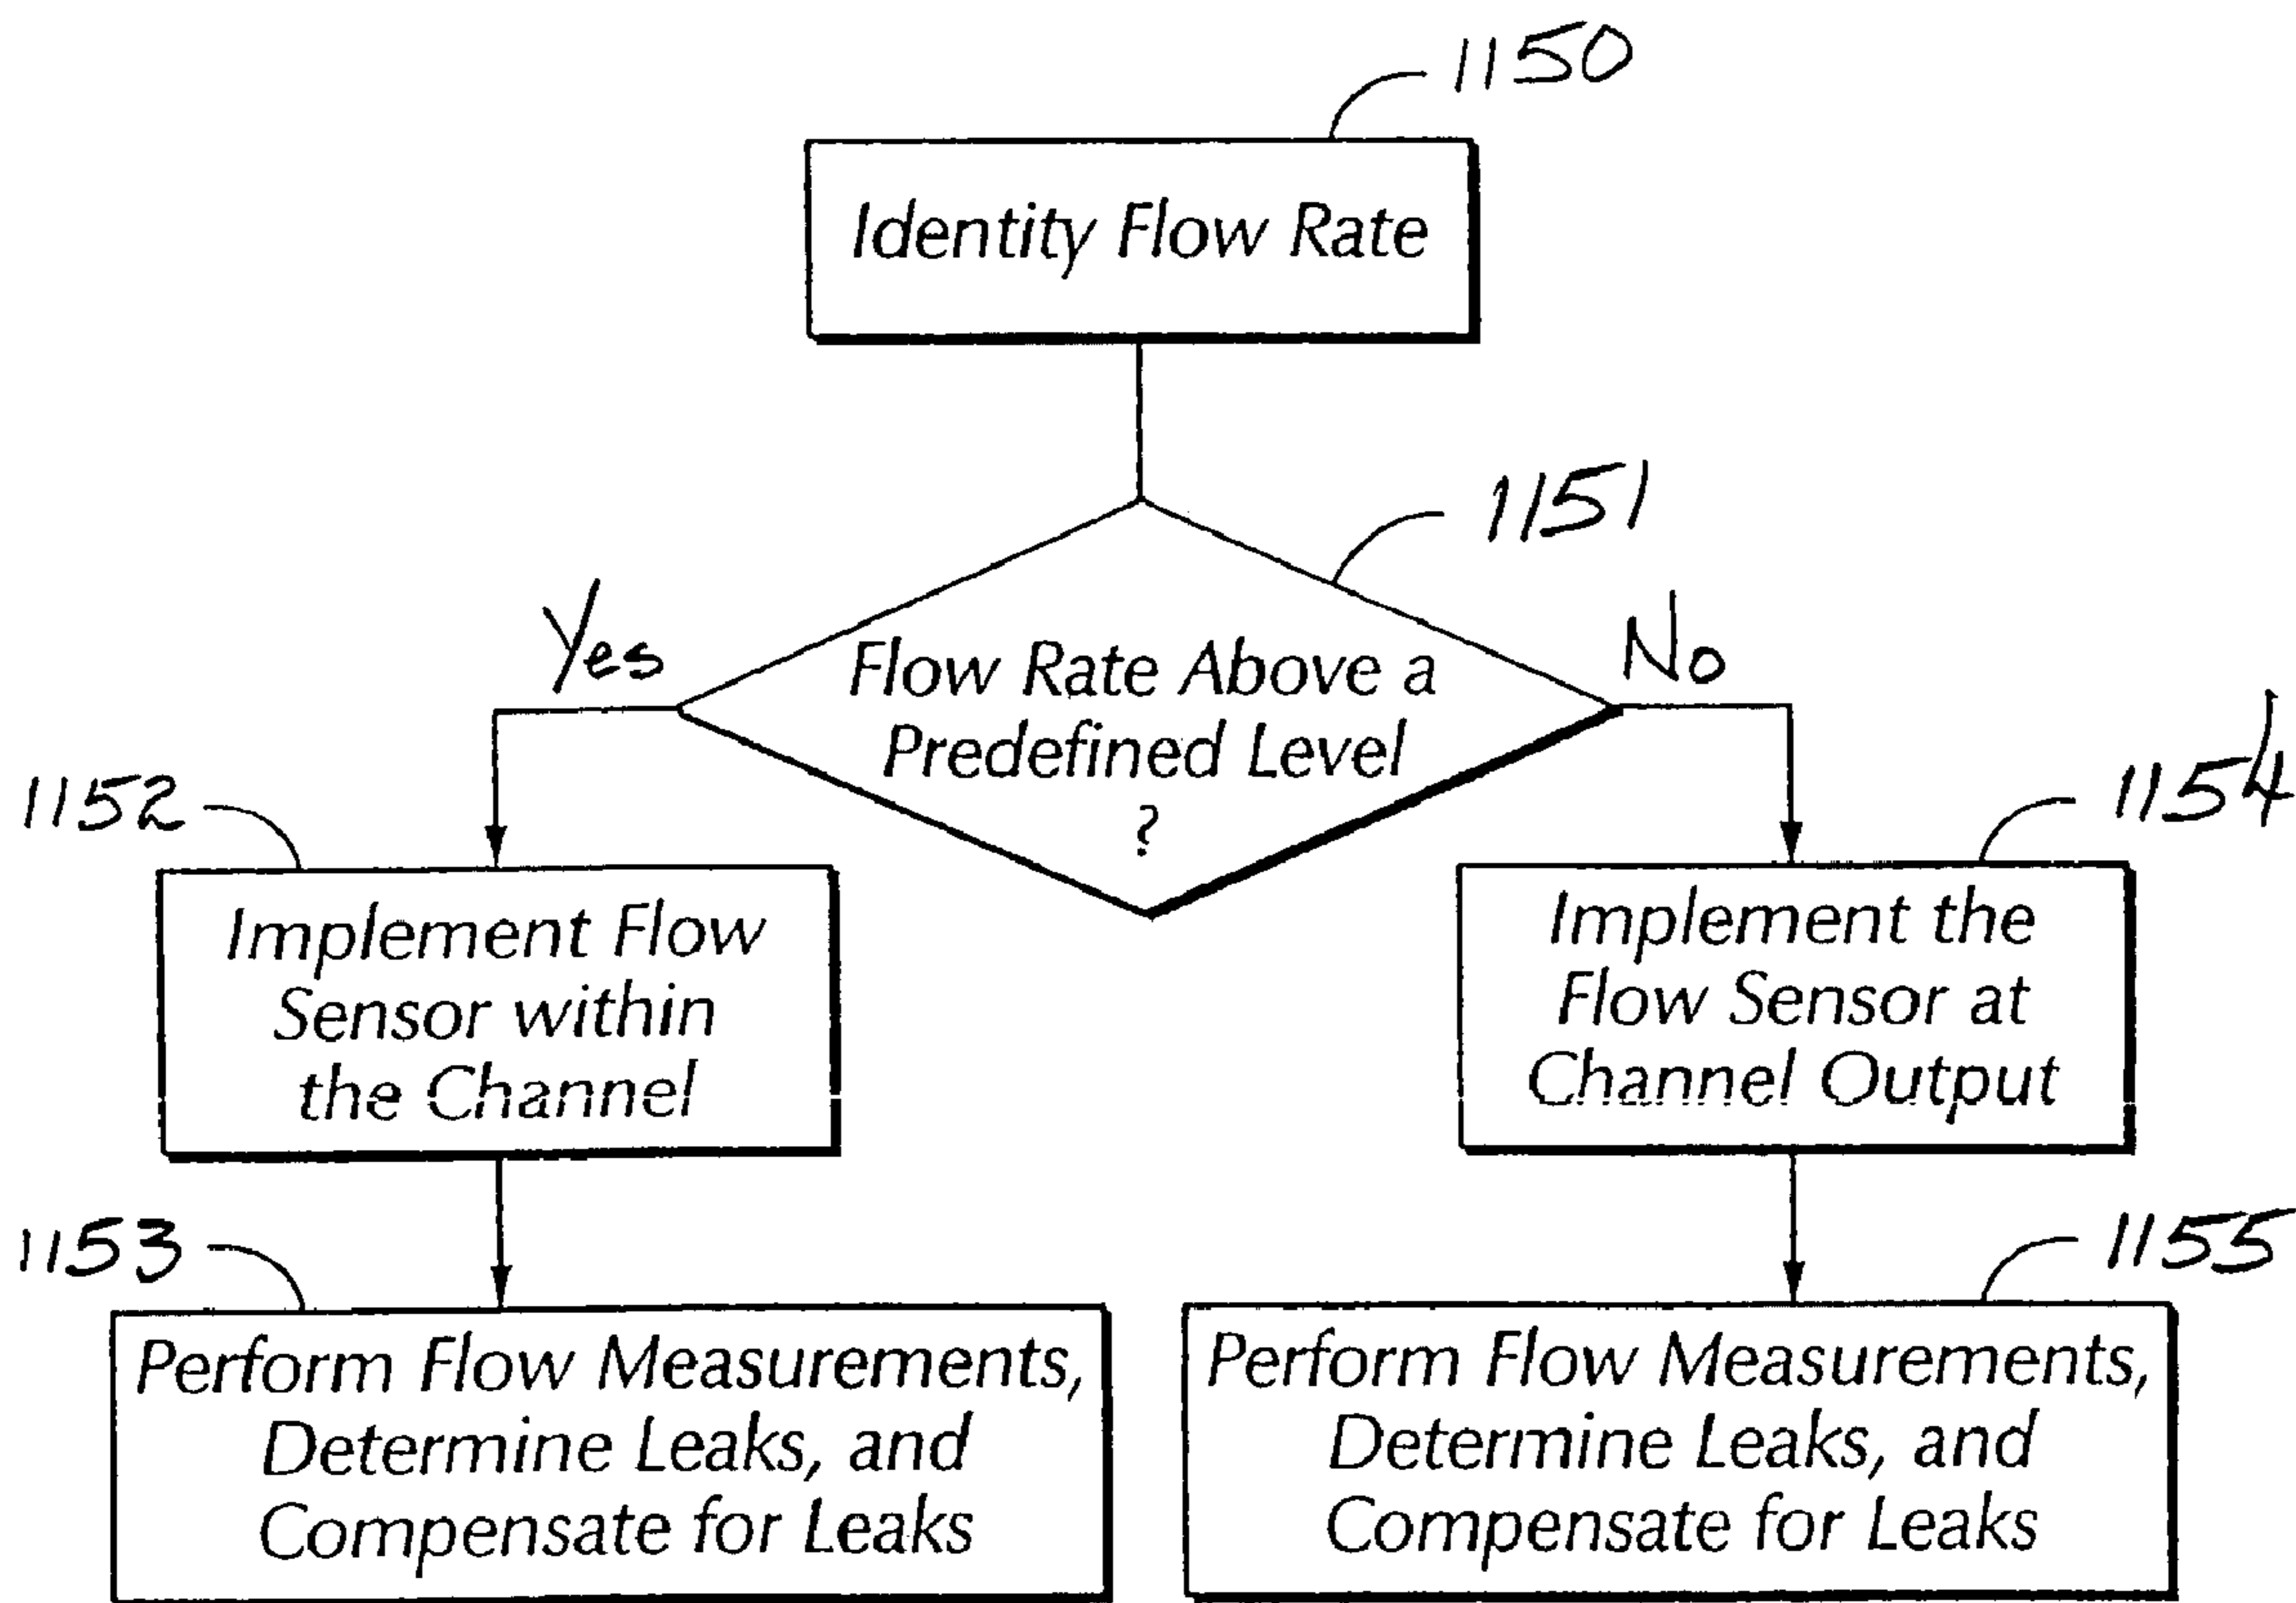 1150
Identity Flow Rate
1151
Yes
No
Flow Rate Above a
Predefined Level
?
1152
1154
Implement Flow
Sensor within
the Channel
Implement the
Flow Sensor at
Channel Output
1153
1155
Perform Flow Measurements,
Determine Leaks, and
Compensate for Leaks
Perform Flow Measurements,
Determine Leaks, and
Compensate for Leaks